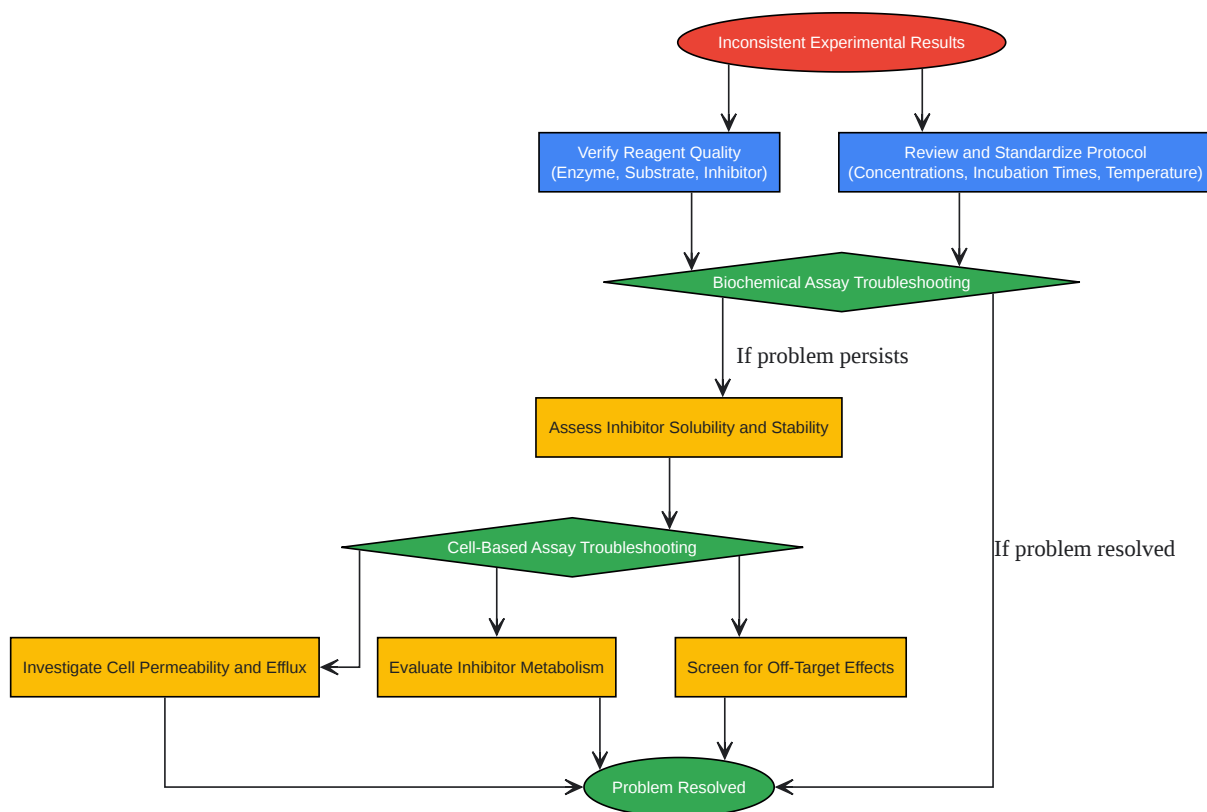 Inconsistent Experimental Results
Verify Reagent Quality
(Enzyme, Substrate, Inhibitor)
Review and Standardize Protocol
(Concentrations, Incubation Times, Temperature)
Biochemical Assay Troubleshooting
If problem persists
Assess Inhibitor Solubility and Stability
Cell-Based Assay Troubleshooting
If problem resolved
Investigate Cell Permeability and Efflux
Evaluate Inhibitor Metabolism
Screen for Off-Target Effects
Problem Resolved